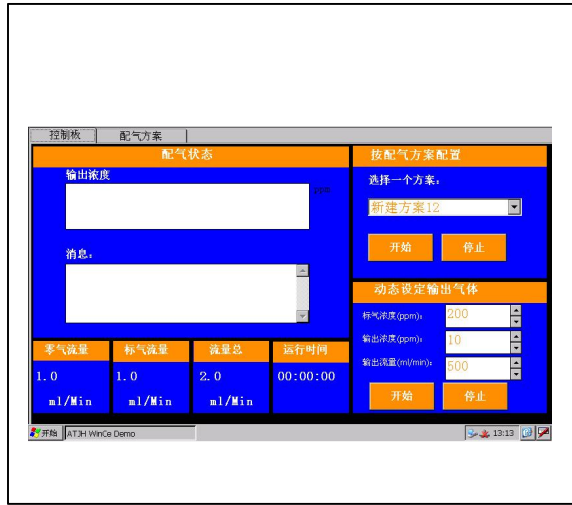 控制板 配气方案
配气状态
输出浓度
ppm
消息：
零气流量 标气流量 流量总 运行时间
1.0 1.0 2.0 00:00:00
ml/Min ml/Min ml/Min
按配气方案配置
选择一个方案：
新建方案12
开始 停止
动态设定输出气体
标气浓度(ppm)： 200
输出浓度(ppm)： 10
输出流量(ml/min)： 500
开始 停止
开始 ATJH WinCe Demo 13:13